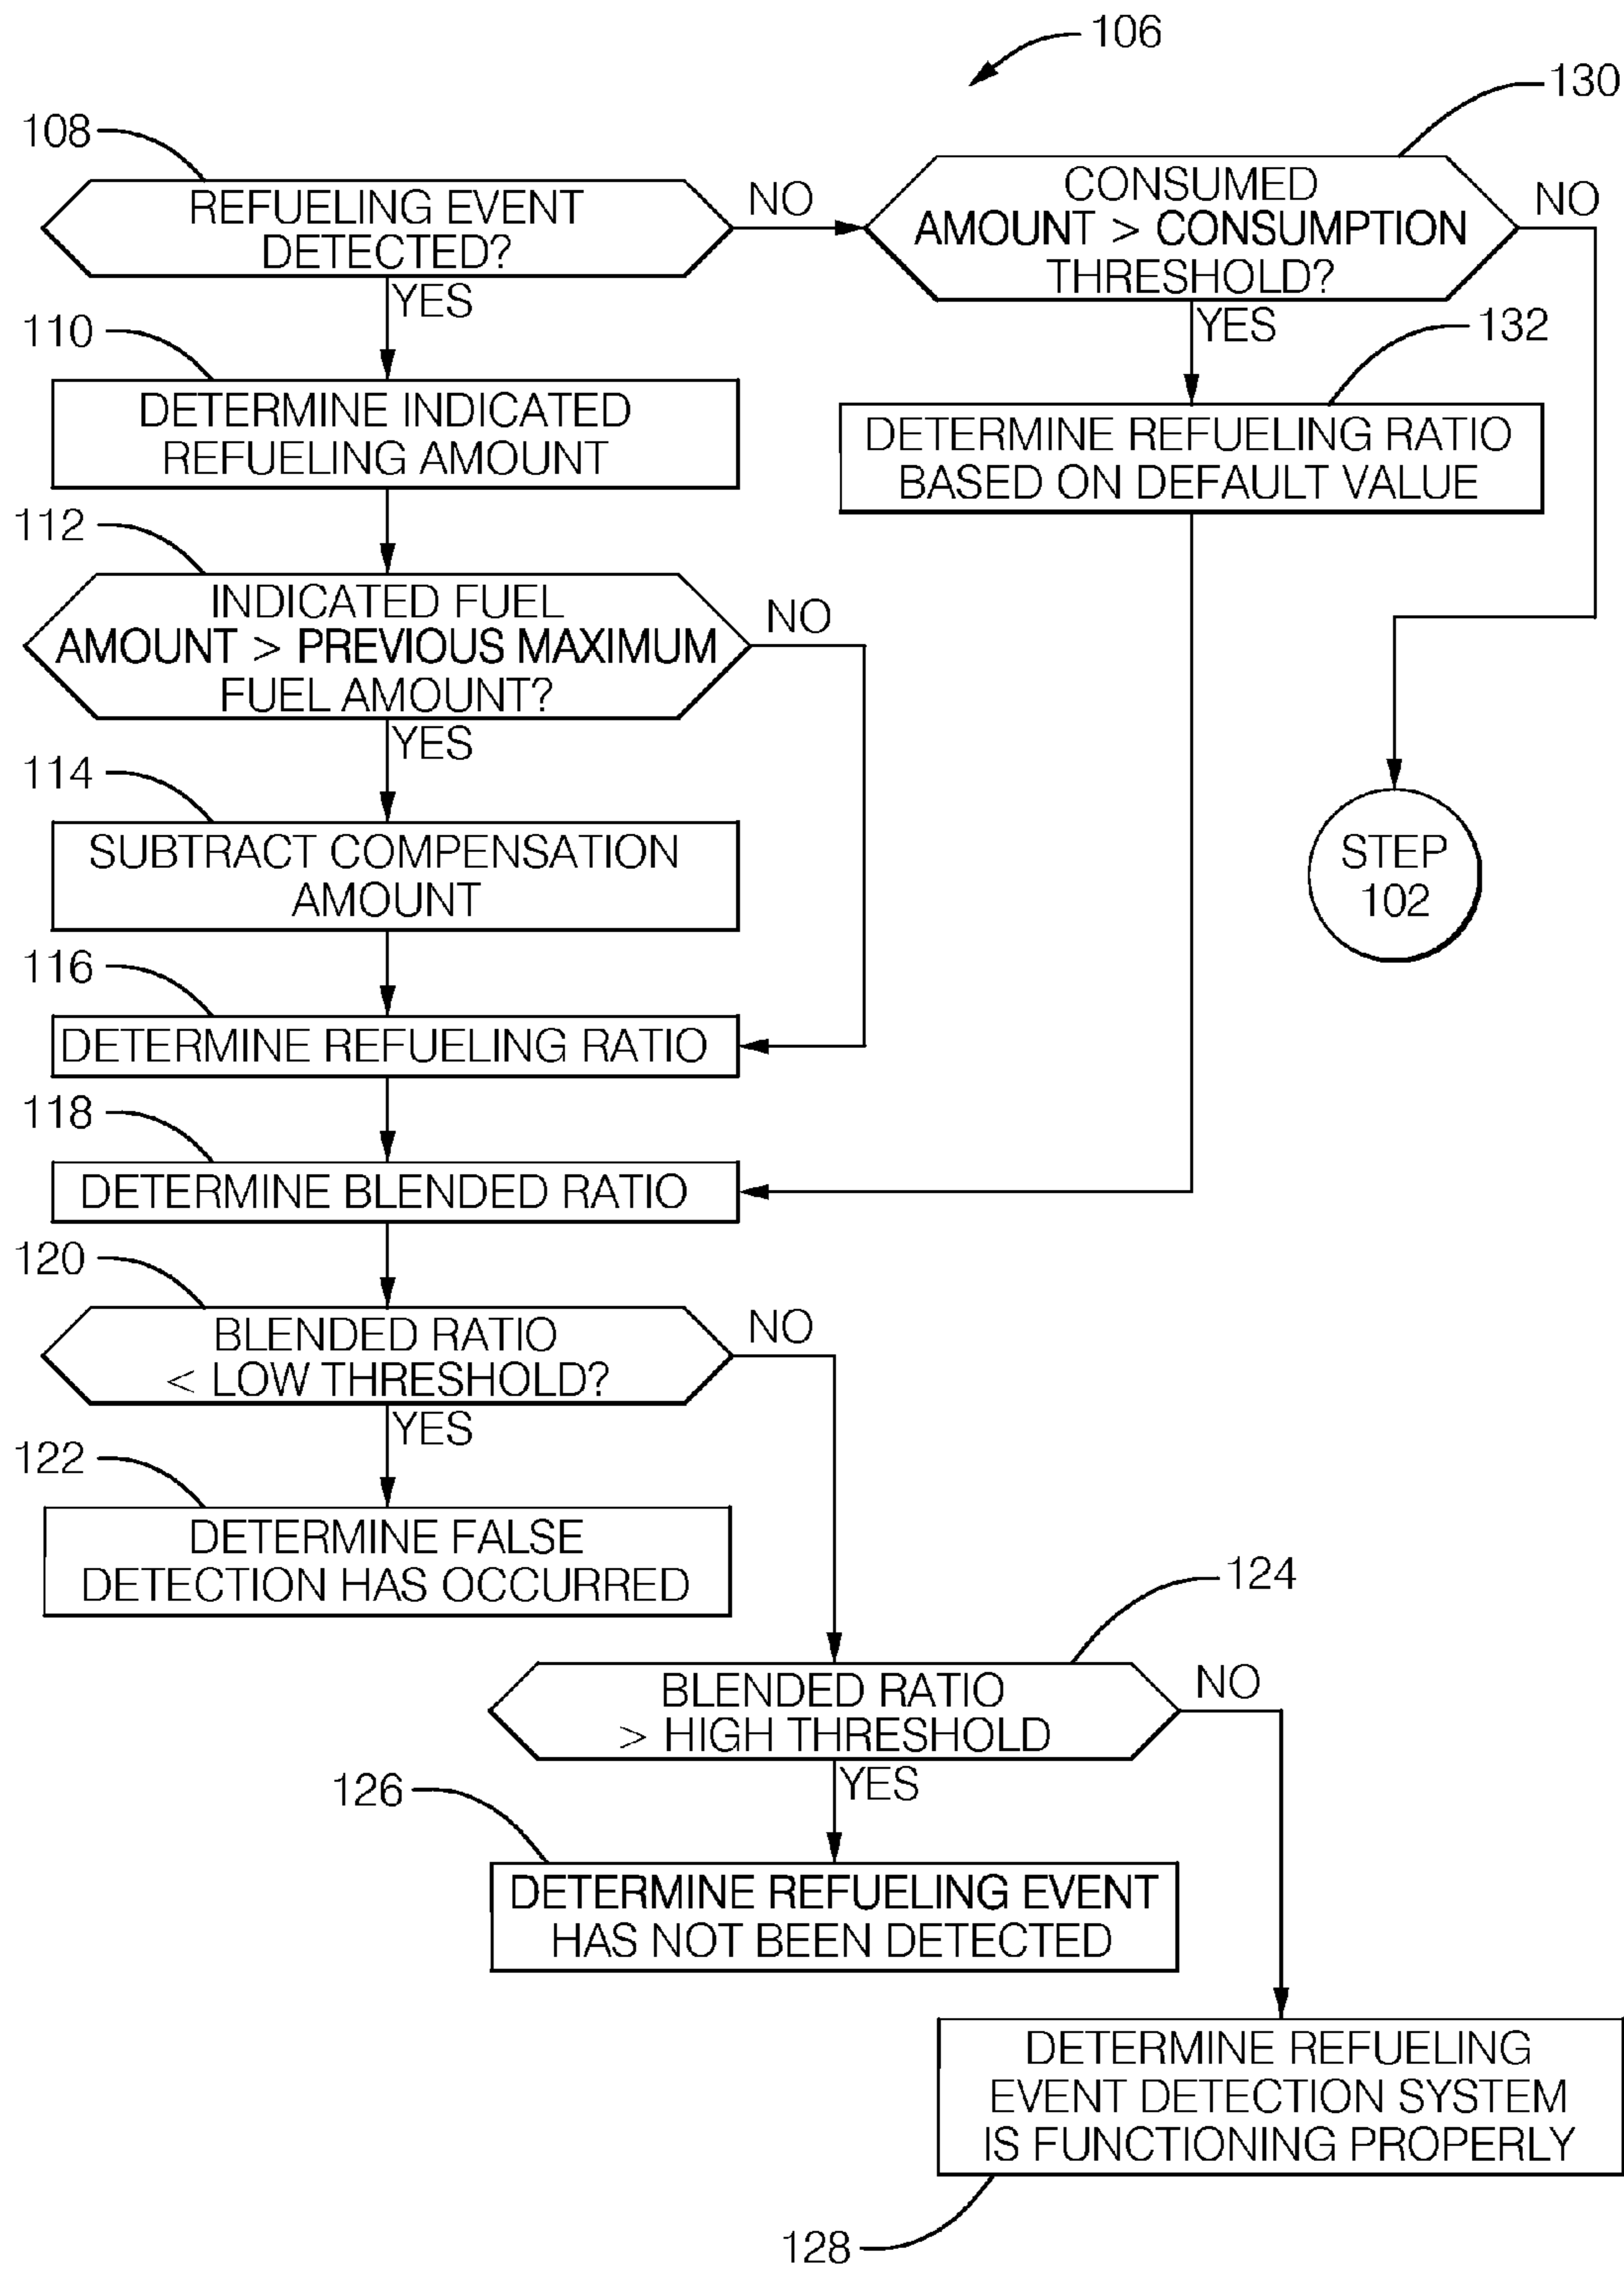 106
130
108
REFUELING EVENT
DETECTED?
NO
CONSUMED
AMOUNT > CONSUMPTION
THRESHOLD?
NO
YES
YES
110
132
DETERMINE INDICATED
REFUELING AMOUNT
DETERMINE REFUELING RATIO
BASED ON DEFAULT VALUE
112
INDICATED FUEL
AMOUNT > PREVIOUS MAXIMUM
FUEL AMOUNT?
NO
YES
114
SUBTRACT COMPENSATION
AMOUNT
STEP
102
116
DETERMINE REFUELING RATIO
118
DETERMINE BLENDED RATIO
120
BLENDED RATIO
< LOW THRESHOLD?
NO
YES
122
DETERMINE FALSE
DETECTION HAS OCCURRED
124
BLENDED RATIO
> HIGH THRESHOLD
NO
YES
126
DETERMINE REFUELING EVENT
HAS NOT BEEN DETECTED
DETERMINE REFUELING
EVENT DETECTION SYSTEM
IS FUNCTIONING PROPERLY
128